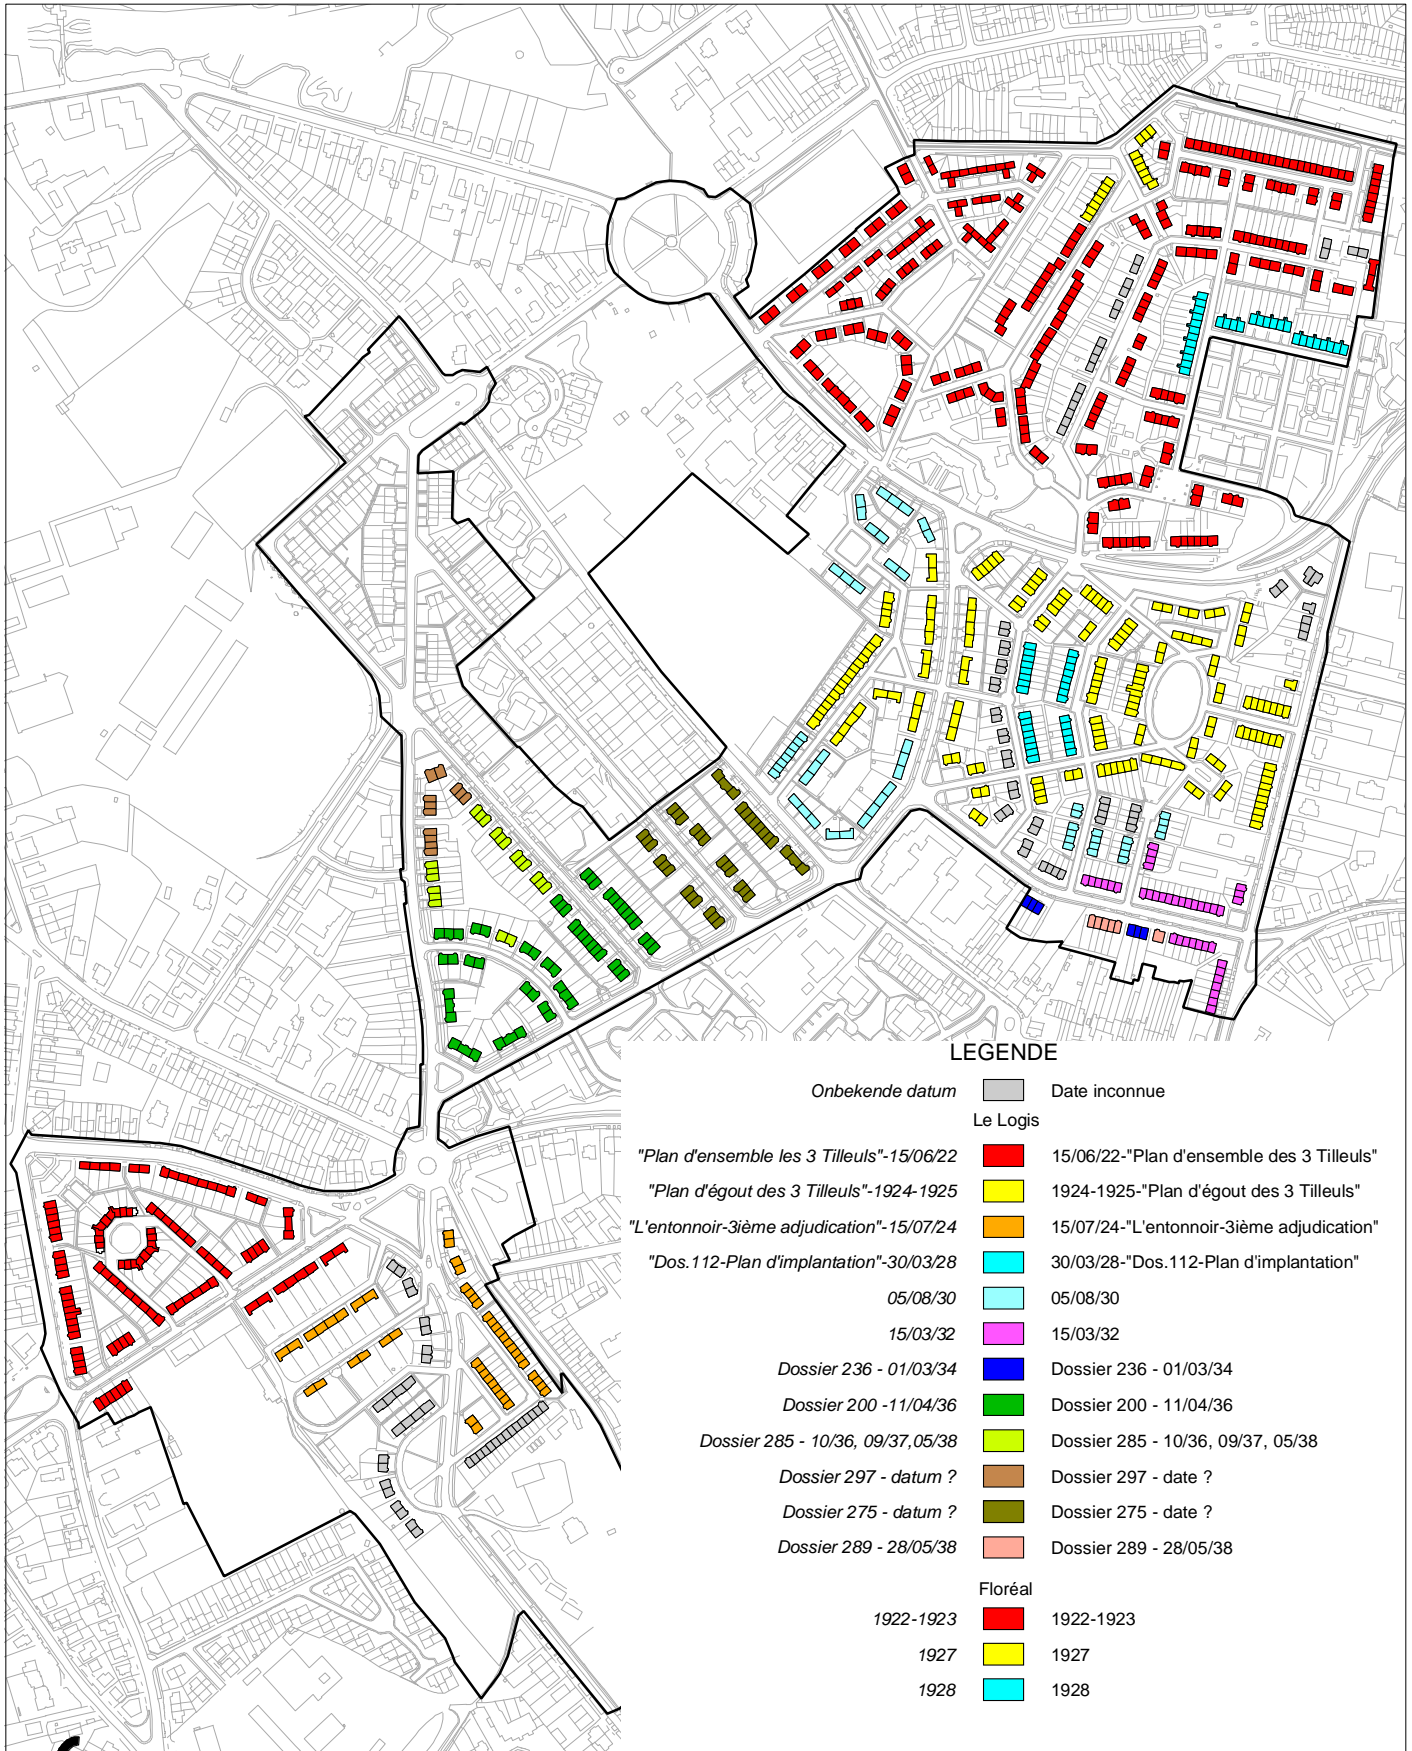 LEGENDE
Onbekende datum Date inconnue
Le Logis
"Plan d'ensemble les 3 Tilleuls"-15/06/22 15/06/22-"Plan d'ensemble des 3 Tilleuls"
"Plan d'égout des 3 Tilleuls"-1924-1925 1924-1925-"Plan d'égout des 3 Tilleuls"
"L'entonnoir-3ième adjudication"-15/07/24 15/07/24-"L'entonnoir-3ième adjudication"
"Dos.112-Plan d'implantation"-30/03/28 30/03/28-"Dos.112-Plan d'implantation"
05/08/30 05/08/30
15/03/32 15/03/32
Dossier 236 - 01/03/34 Dossier 236 - 01/03/34
Dossier 200 -11/04/36 Dossier 200 - 11/04/36
Dossier 285 - 10/36, 09/37,05/38 Dossier 285 - 10/36, 09/37, 05/38
Dossier 297 - datum ? Dossier 297 - date ?
Dossier 275 - datum ? Dossier 275 - date ?
Dossier 289 - 28/05/38 Dossier 289 - 28/05/38
Floréal
1922-1923 1922-1923
1927 1927
1928 1928